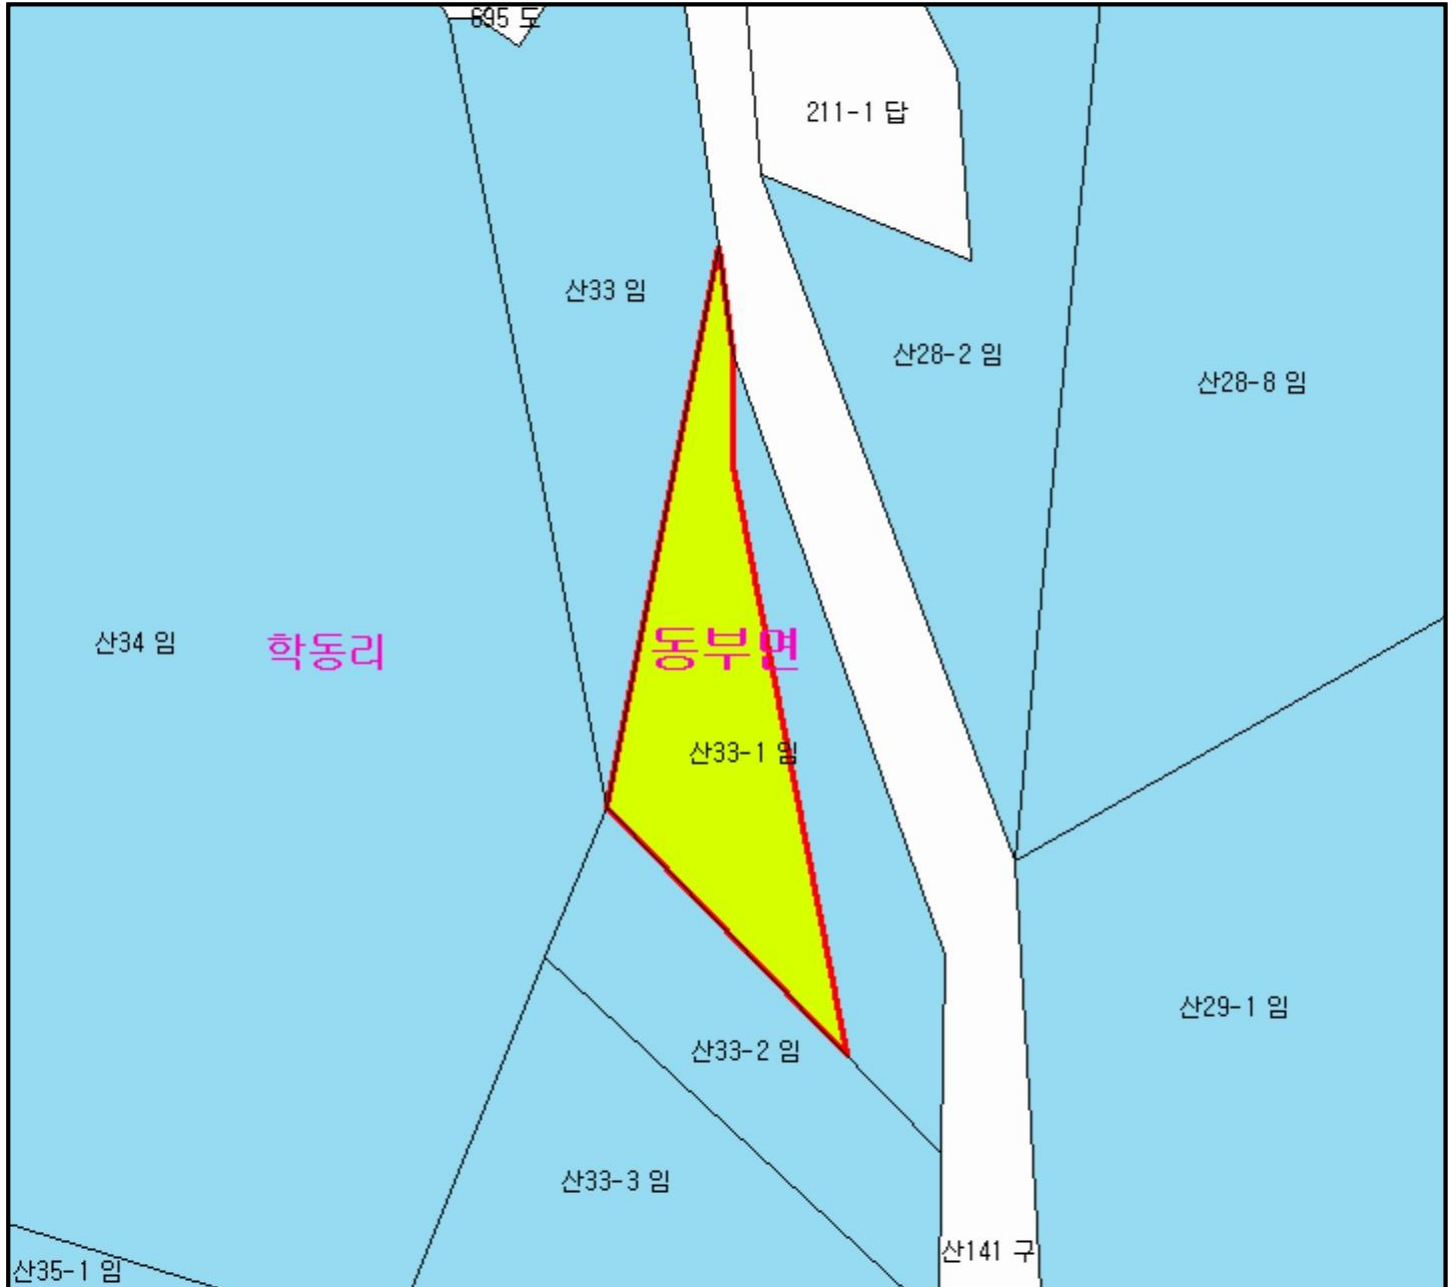 695 도
211-1 답
산33 임
산28-2 임
산28-8 임
산34 임
학동리
동부면
산33-1 임
산29-1 임
산33-2 임
산33-3 임
산141 구
산35-1 임